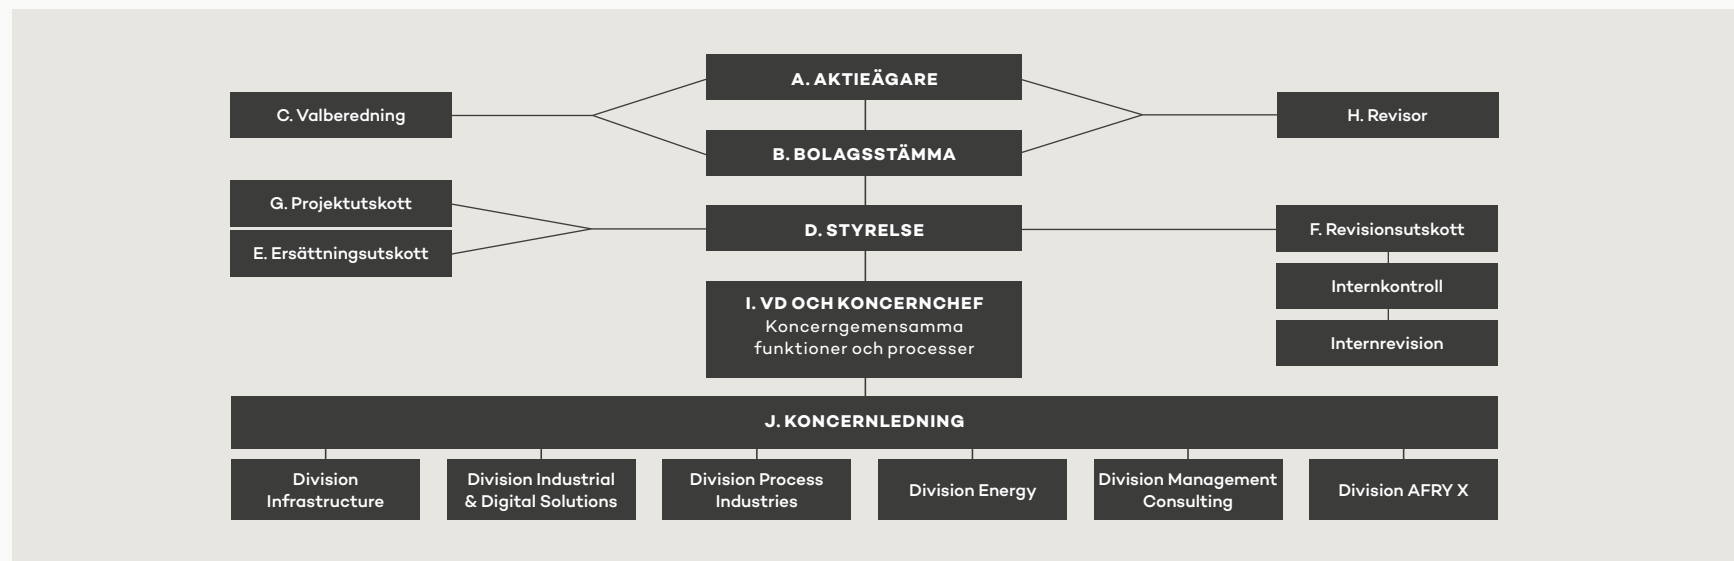 A. AKTIEÄGARE
C. Valberedning
H. Revisor
B. BOLAGSSTÄMMA
G. Projektutskott
D. STYRELSE
F. Revisionsutskott
E. Ersättningsutskott
Internkontroll
I. VD OCH KONCERNCHEF
Koncerngemensamma
funktioner och processer
Internrevision
J. KONCERNLEDNING
Division
Infrastructure
Division Industrial
& Digital Solutions
Division Process
Industries
Division Energy
Division Management
Consulting
Division AFRY X